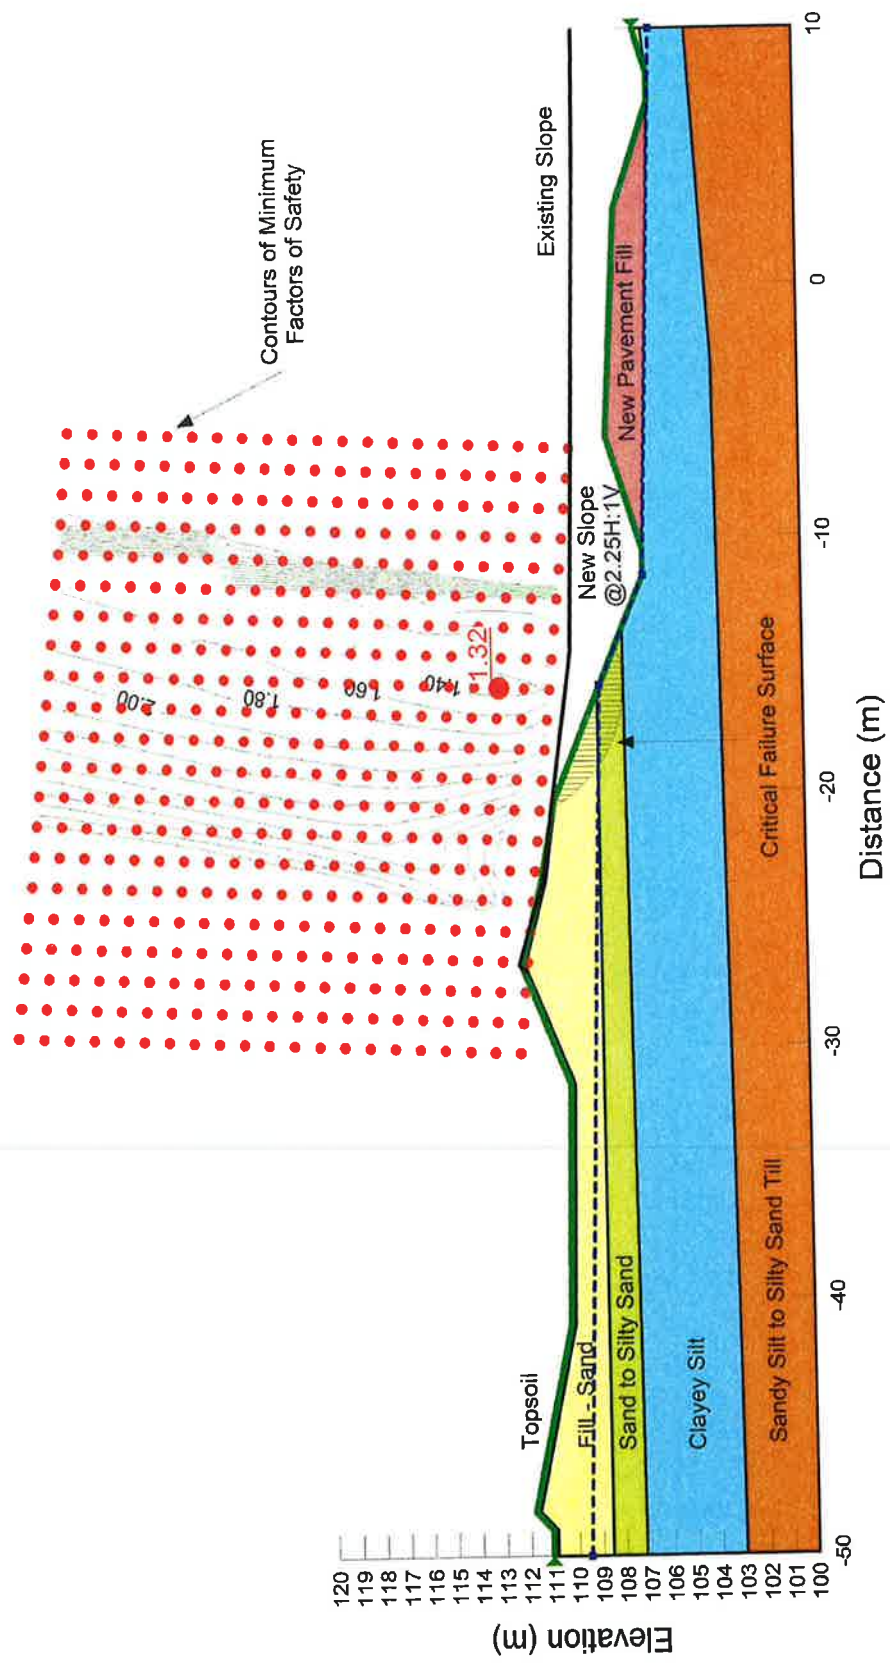 Contours of Minimum
Factors of Safety
2.00
1.80
1.60
1.40
1.32
Existing Slope
New Slope
@2.25H:1V
New Pavement Fill
Topsoil
Fill - Sand
Sand to Silty Sand
Clayey Silt
Sandy Silt to Silty Sand Till
Critical Failure Surface
Elevation (m)
120
119
118
117
116
115
114
113
112
111
110
109
108
107
106
105
104
103
102
101
100
-50
-40
-30
-20
-10
0
10
Distance (m)